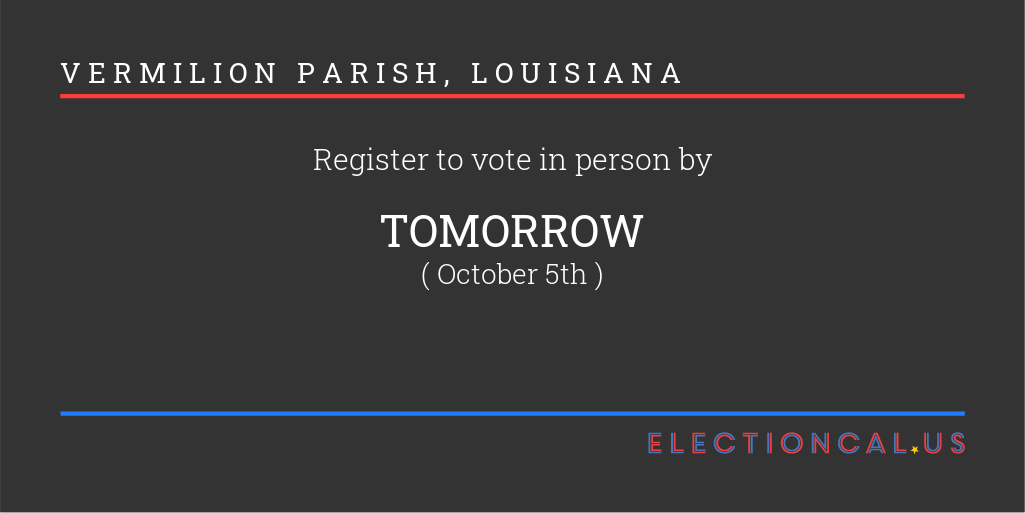 VERMILION PARISH, LOUISIANA
Register to vote in person by
TOMORROW
( October 5th )
ELECTIONCAL.US